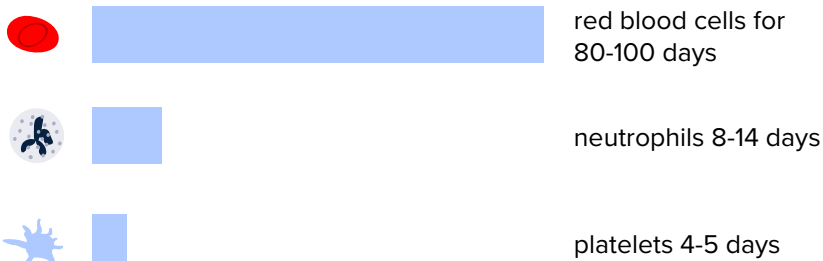 red blood cells for
80-100 days
neutrophils 8-14 days
platelets 4-5 days